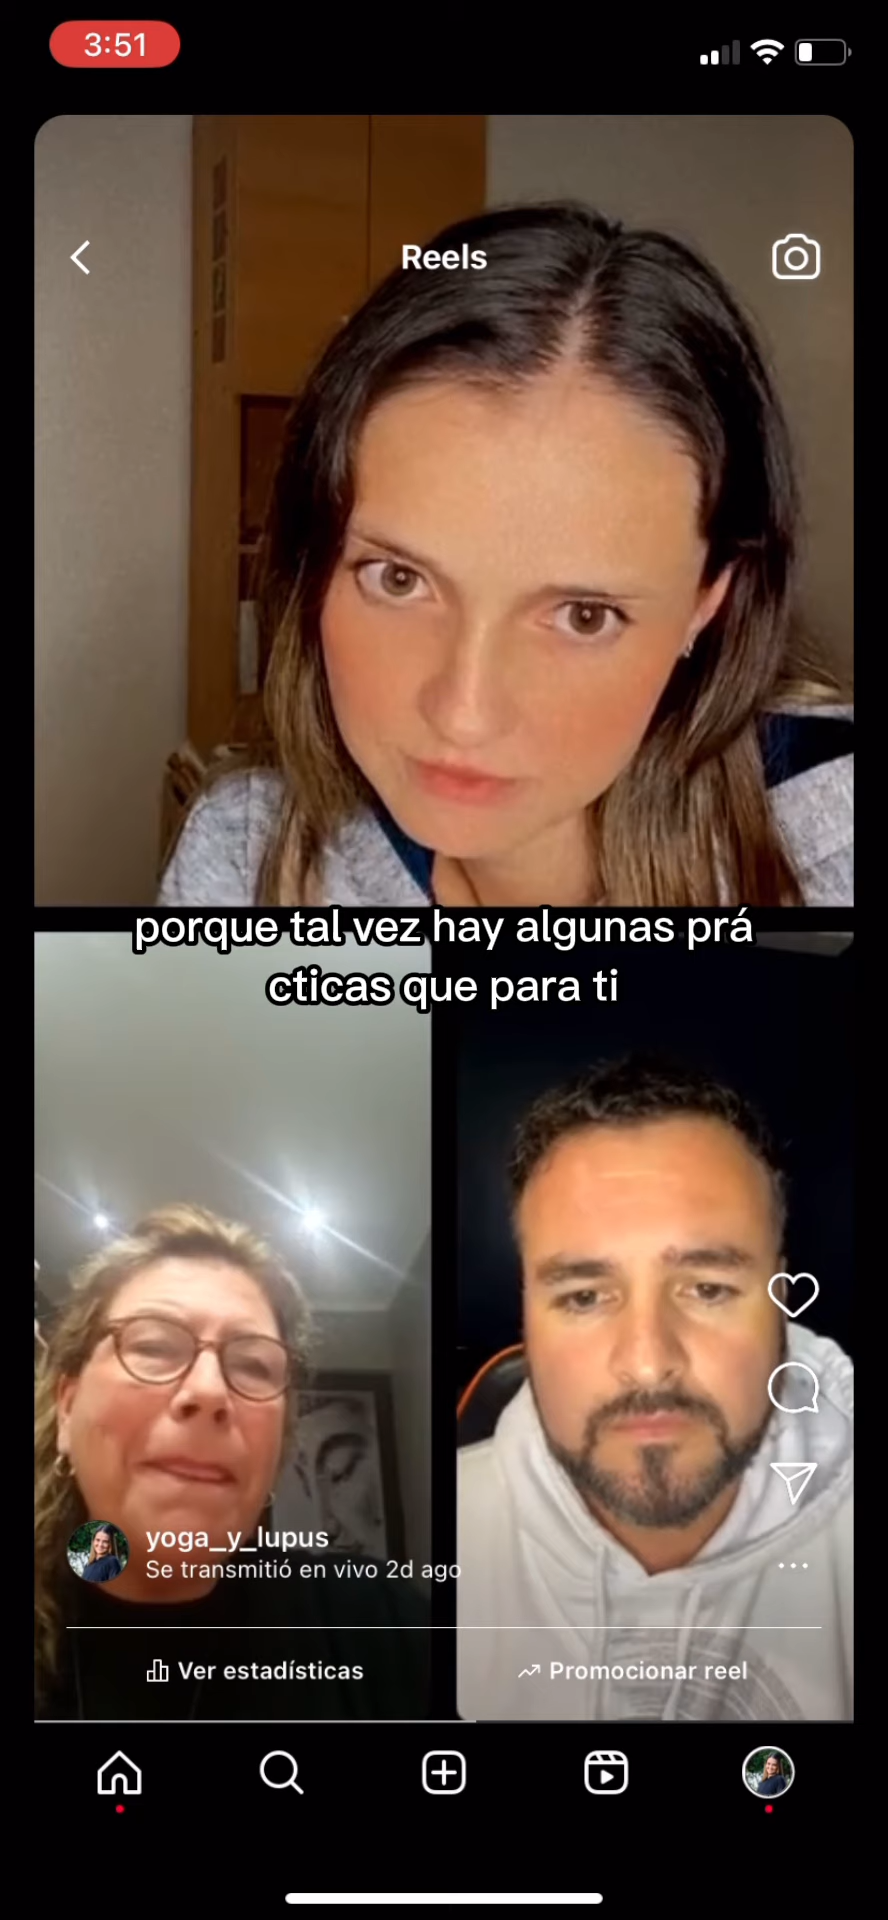 3:51
Reels
porque tal vez hay algunas prá
cticas que para ti
yoga_y_lupus
Se transmitió en vivo 2d ago
Ver estadísticas
Promocionar reel